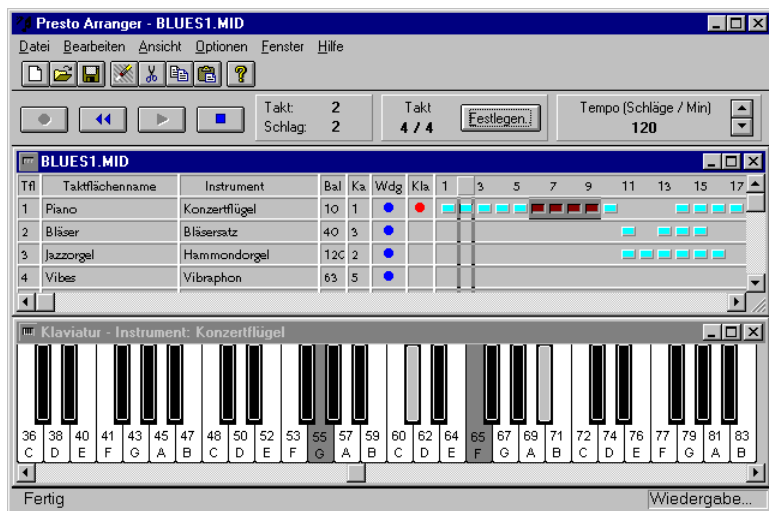 Presto Arranger - BLUES1.MID
Datei Bearbeiten Ansicht Optionen Fenster Hilfe
Takt: 2 Takt Tempo (Schläge / Min)
Schlag: 2 4 / 4 Festlegen.. 120
BLUES1.MID
Tfl Taktflächenname Instrument Bal Ka Wdg Kla 1 3 5 7 9 11 13 15 17
1 Piano Konzertflügel 10 1
2 Bläser Bläsersatz 40 3
3 Jazzorgel Hammondorgel 120 2
4 Vibes Vibraphon 63 5
Klaviatur - Instrument: Konzertflügel
36 38 40 41 43 45 47 48 50 52 53 55 57 59 60 62 64 65 67 69 71 72 74 76 77 79 81 83
C D E F G A B C D E F G A B C D E F G A B C D E F G A B
Fertig Wiedergabe...